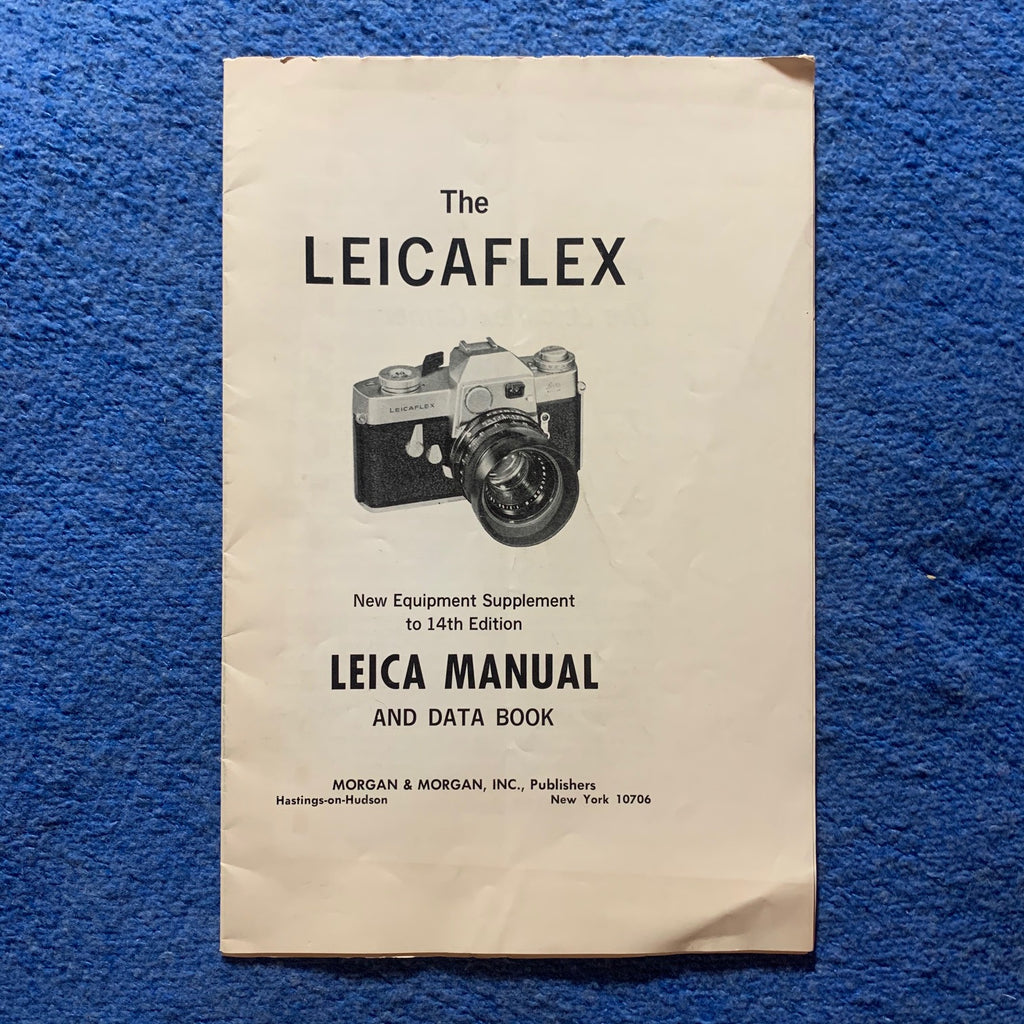 The
LEICAFLEX
LEICAFLEX
New Equipment Supplement
to 14th Edition
LEICA MANUAL
AND DATA BOOK
MORGAN & MORGAN, INC., Publishers
Hastings-on-Hudson New York 10706